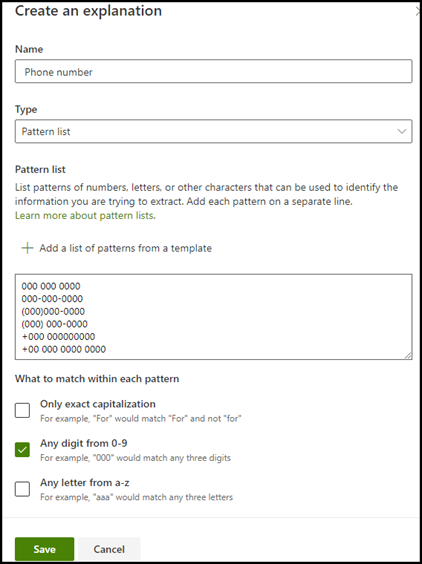 Create an explanation
Name
Phone number
Type
Pattern list
Pattern list
List patterns of numbers, letters, or other characters that can be used to identify the
information you are trying to extract. Add each pattern on a separate line.
Learn more about pattern lists.
Add a list of patterns from a template
000 000 0000
000-000-0000
(000)000-0000
(000) 000-0000
+000 000000000
+00 000 0000 0000
What to match within each pattern
Only exact capitalization
For example, "For" would match "For" and not "for"
Any digit from 0-9
For example, "000" would match any three digits
Any letter from a-z
For example, "aaa" would match any three letters
Save Cancel